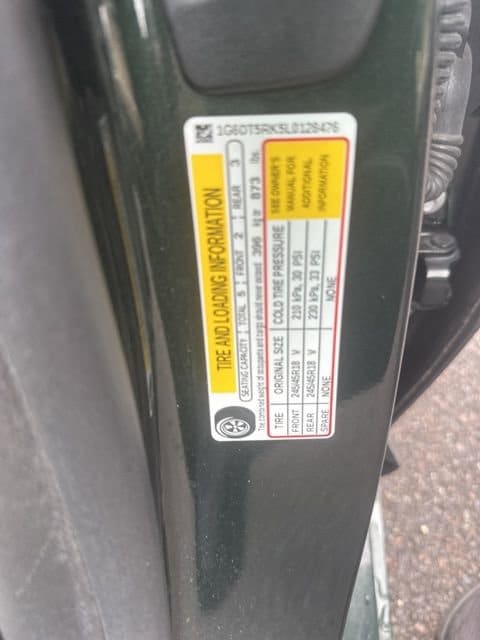 1G6DT5RK5L0126476
TIRE AND LOADING INFORMATION
SEATING CAPACITY TOTAL 5 FRONT 2 REAR 3
The combined weight of occupants and cargo should never exceed 396 kg or 873 lbs
TIRE ORIGINAL SIZE COLD TIRE PRESSURE
FRONT 245/45R18 V 210 kPa, 30 PSI
REAR 245/45R18 V 230 kPa, 33 PSI
SPARE NONE NONE
SEE OWNER'S
MANUAL FOR
ADDITIONAL
INFORMATION